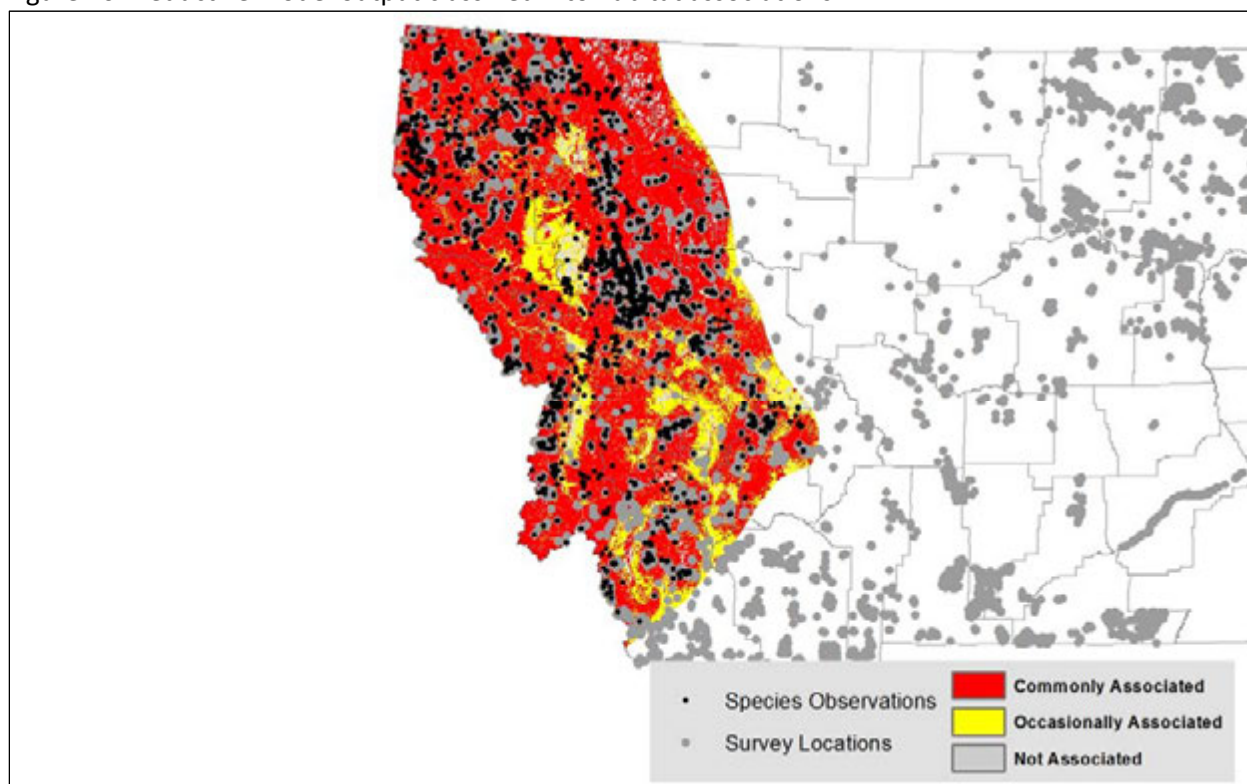 Species Observations
Survey Locations
Commonly Associated
Occasionally Associated
Not Associated